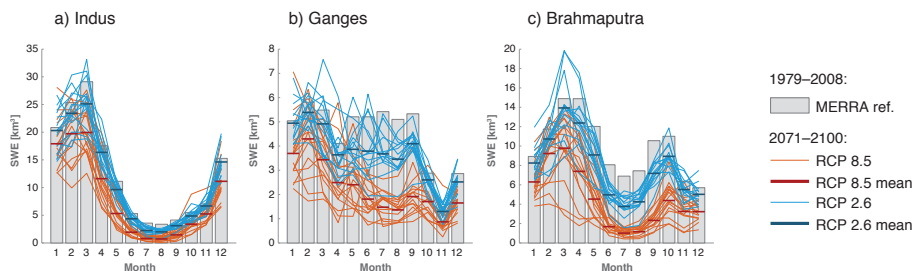 a) Indus
b) Ganges
c) Brahmaputra
SWE [km³]
35
30
25
20
15
10
5
0
1 2 3 4 5 6 7 8 9 10 11 12
Month
SWE [km³]
8
7
6
5
4
3
2
1
0
1 2 3 4 5 6 7 8 9 10 11 12
Month
SWE [km³]
20
18
16
14
12
10
8
6
4
2
0
1 2 3 4 5 6 7 8 9 10 11 12
Month
1979–2008:
MERRA ref.
2071–2100:
RCP 8.5
RCP 8.5 mean
RCP 2.6
RCP 2.6 mean